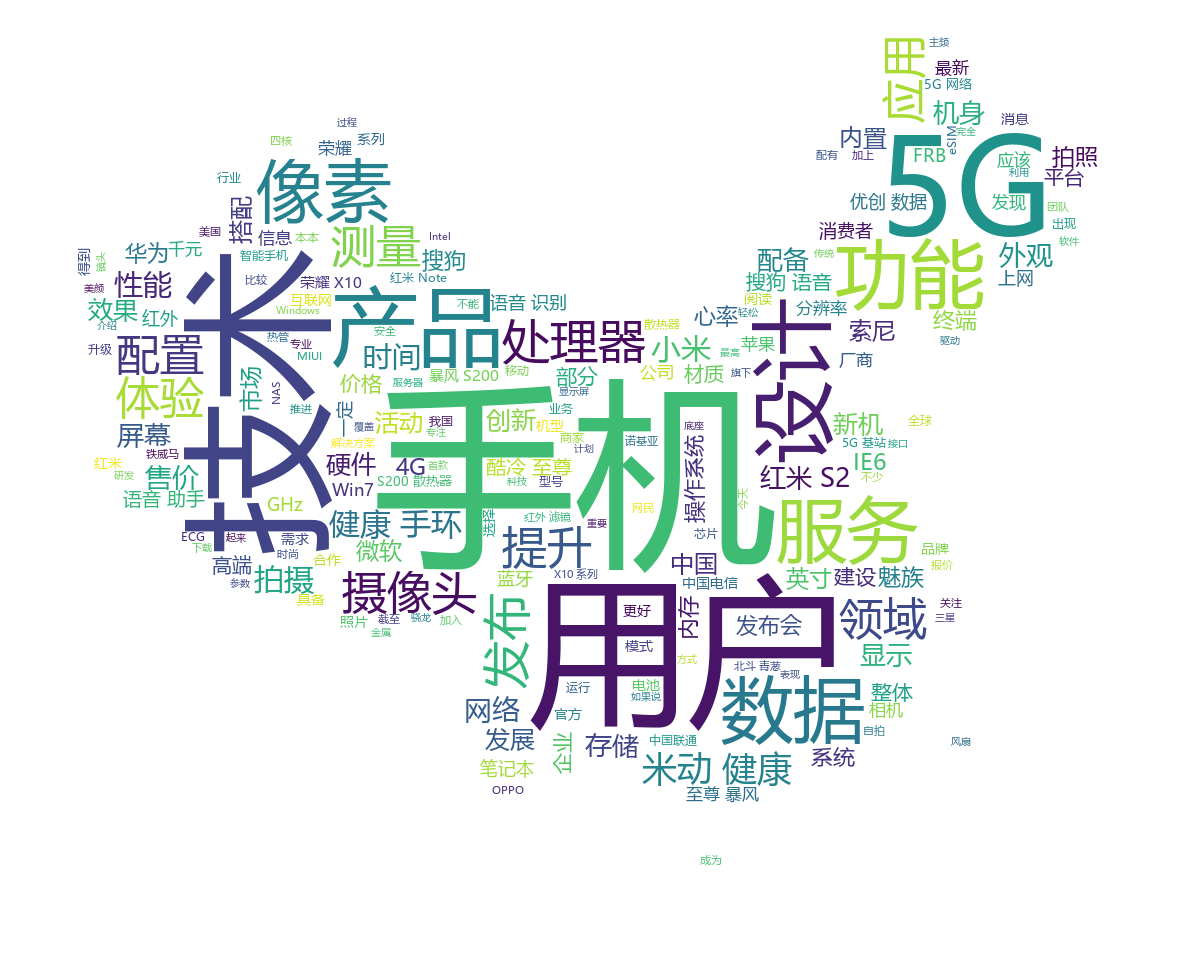 主频
应用
最新
5G 网络
机身
消息
过程
四核
系列
荣耀
内置
eSIM
完全
5G
配有
加上
FRB
应该
拍照
利用
平台
行业
像素
搭配
优创 数据
发现
团队
美国
信息
本本
测量
Intel
消费者
出现
传统
软件
得到
镜头
华为
千元
智能手机
搜狗
配备
功能
外观
美颜
性能
技术
比较
荣耀 X10
红米 Note
搜狗 语音
上网
效果
红外
互联网
Windows
产品
不能
语音 识别
阅读
分辨率
介绍
热管
安全
处理器
散热器
心率
轻松
设计
索尼
终端
升级
配置
专业
MIUI
时间
小米
苹果
最高
厂商
驱动
体验
市场
NAS
价格
服务器
暴风 S200
移动
部分
公司
材质
旗下
推进
一定
活动
我国
创新
显示屏
业务
机型
屏幕
覆盖
解决方案
专注
手机
商家
诺基亚
计划
底座
新机
全球
铁威马
红米
研发
售价
硬件
4G
首款
酷冷 至尊
操作系统
5G 基站
接口
语音 助手
GHz
Win7
S200 散热器
科技
型号
网民
今天
红米 S2
IE6
不少
ECG
下载
起来
需求
健康 手环
选择
红外 滤镜
重要
芯片
服务
品牌
报价
高端
时尚
合作
微软
提升
中国
参数
拍摄
具备
摄像头
蓝牙
X10 系列
中国电信
英寸
建设
魅族
照片
金属
截至
骁龙
加入
发布
用户
更好
内存
发布会
领域
关注
三星
模式
方式
北斗 青葱
表现
显示
网络
运行
官方
电池
如果说
数据
整体
相机
自拍
发展
企业
存储
中国联通
系统
风扇
笔记本
OPPO
米动 健康
至尊 暴风
成为